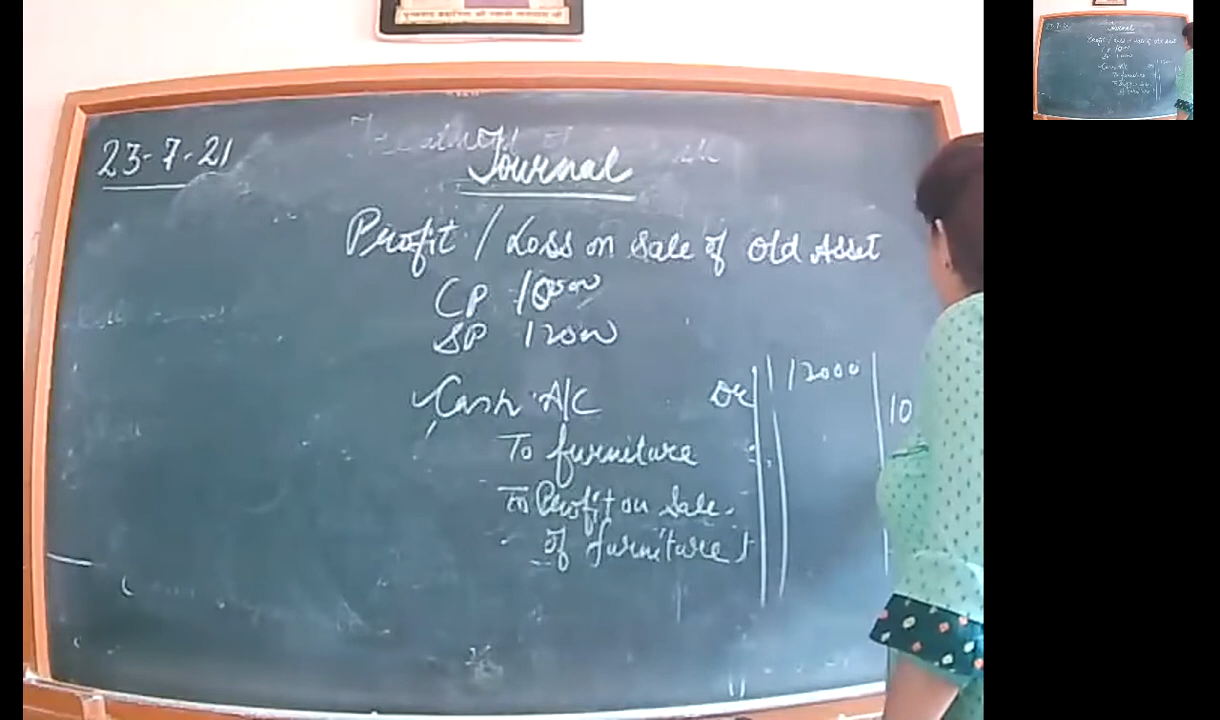 23-7-21
Journal
Profit / Loss on sale of Old Asset
CP 10000
SP 12000
Cash A/C Dr 12000
To furniture 10
To Profit on Sale
of furniture